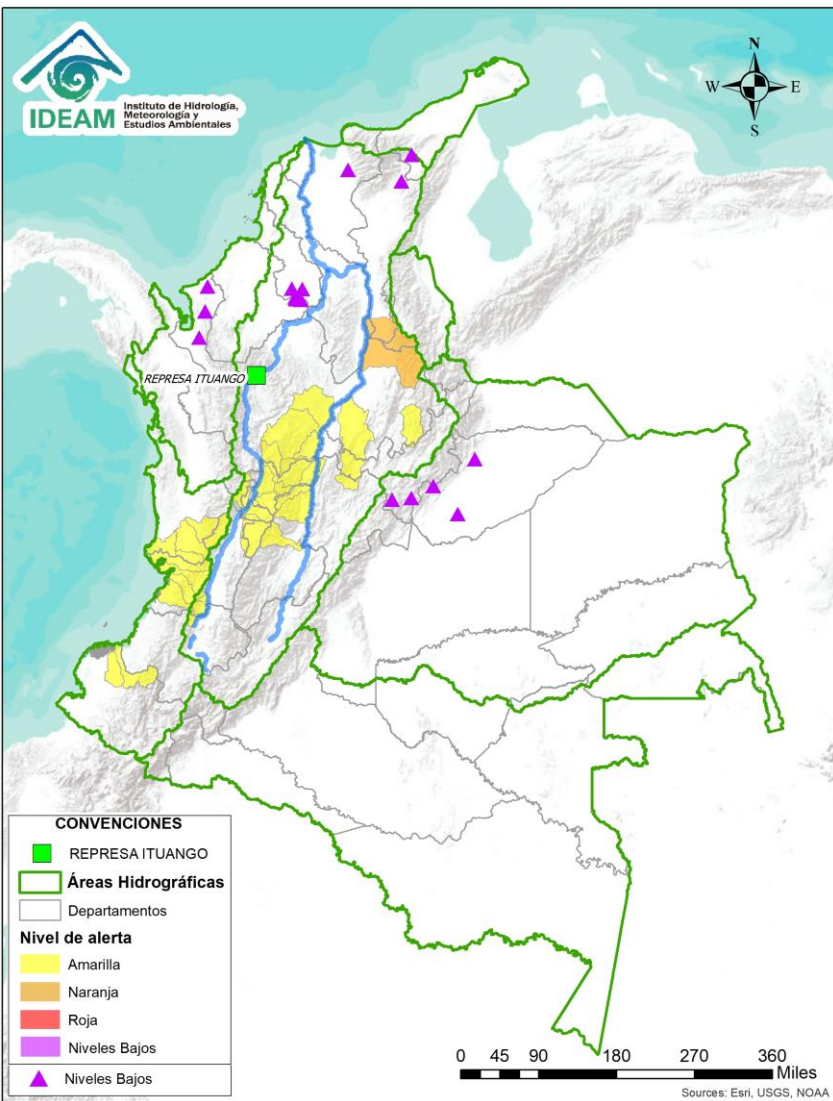 IDEAM
Instituto de Hidrología,
Meteorología y
Estudios Ambientales
N
W
E
S
REPRESA ITUANGO
CONVENCIONES
REPRESA ITUANGO
Áreas Hidrográficas
Departamentos
Nivel de alerta
Amarilla
Naranja
Roja
Niveles Bajos
Niveles Bajos
0 45 90 180 270 360
Miles
Sources: Esri, USGS, NOAA